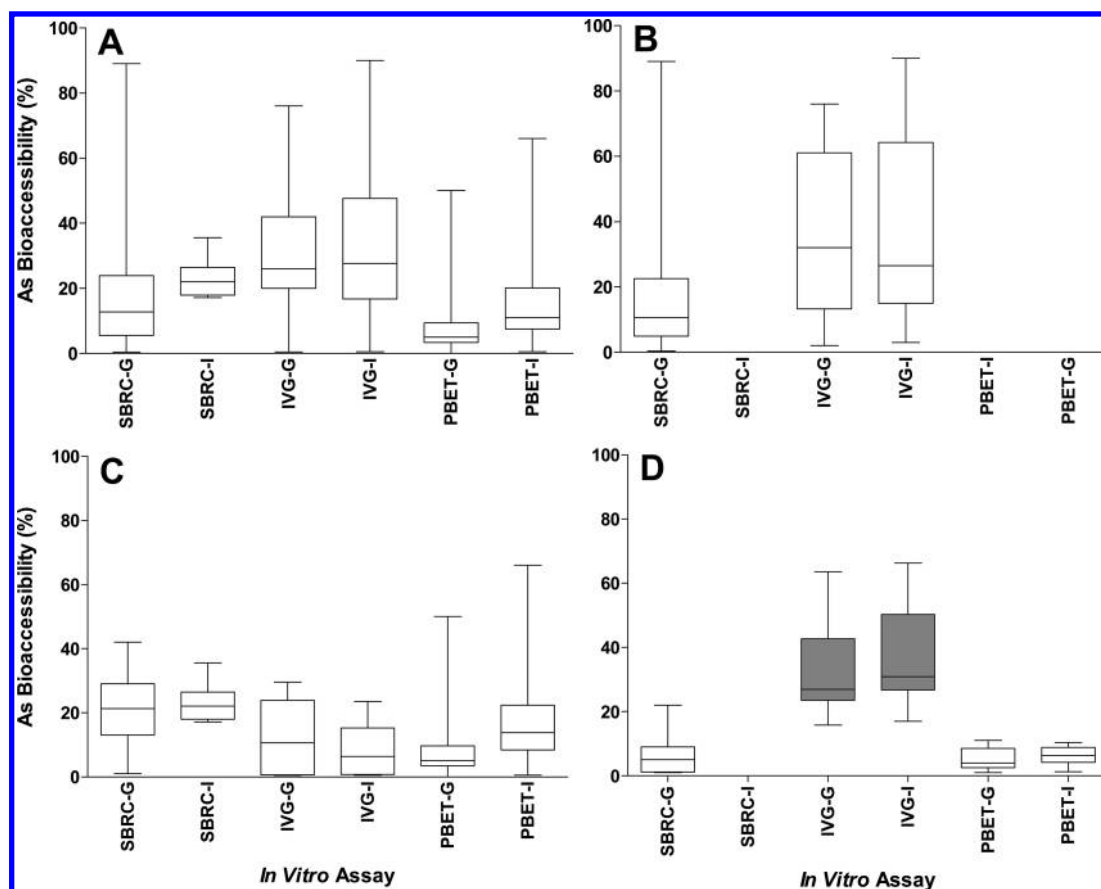 A
As Bioaccessibility (%)
100
80
60
40
20
0
SBRC-G
SBRC-I
IVG-G
IVG-I
PBET-G
PBET-I
B
100
80
60
40
20
0
SBRC-G
SBRC-I
IVG-G
IVG-I
PBET-I
PBET-G
C
As Bioaccessibility (%)
100
80
60
40
20
0
SBRC-G
SBRC-I
IVG-G
IVG-I
PBET-G
PBET-I
In Vitro Assay
D
100
80
60
40
20
0
SBRC-G
SBRC-I
IVG-G
IVG-I
PBET-G
PBET-I
In Vitro Assay